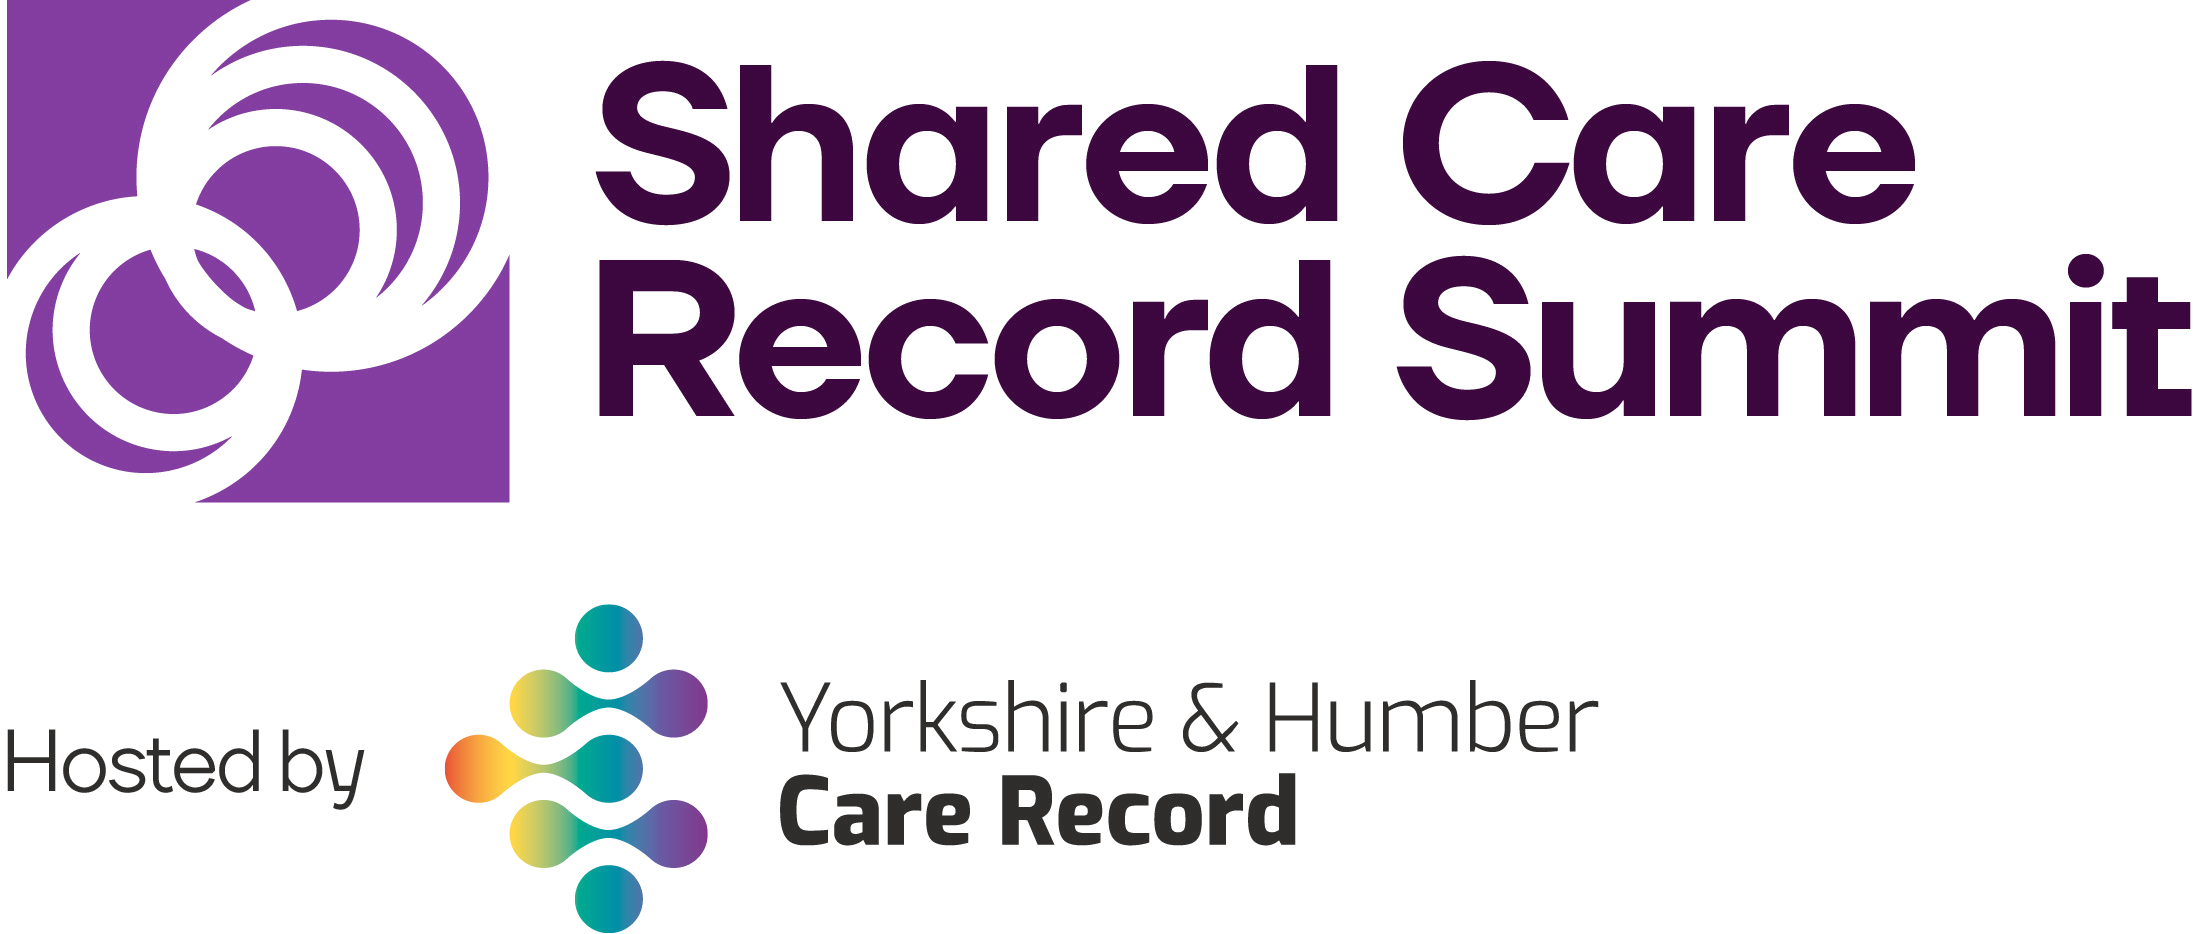 Shared Care
Record Summit
Hosted by
Yorkshire & Humber
Care Record